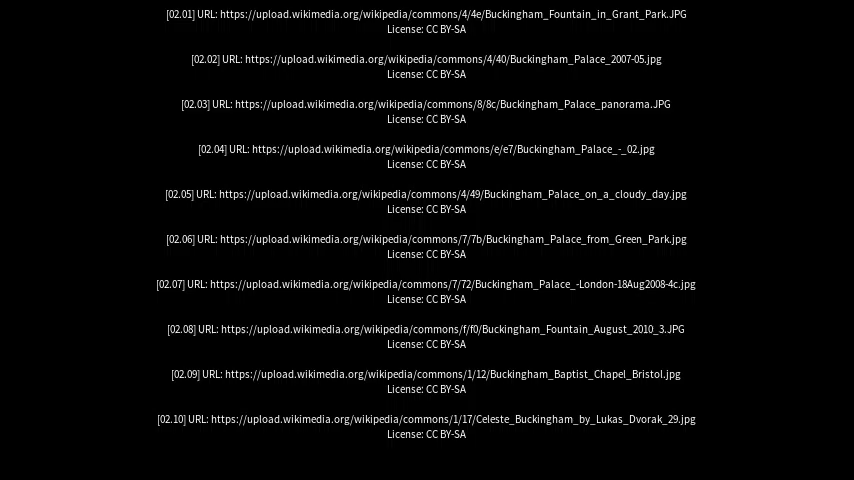 [02.01] URL: https://upload.wikimedia.org/wikipedia/commons/4/4e/Buckingham_Fountain_in_Grant_Park.JPG
License: CC BY-SA
[02.02] URL: https://upload.wikimedia.org/wikipedia/commons/4/40/Buckingham_Palace_2007-05.jpg
License: CC BY-SA
[02.03] URL: https://upload.wikimedia.org/wikipedia/commons/8/8c/Buckingham_Palace_panorama.JPG
License: CC BY-SA
[02.04] URL: https://upload.wikimedia.org/wikipedia/commons/e/e7/Buckingham_Palace_-_02.jpg
License: CC BY-SA
[02.05] URL: https://upload.wikimedia.org/wikipedia/commons/4/49/Buckingham_Palace_on_a_cloudy_day.jpg
License: CC BY-SA
[02.06] URL: https://upload.wikimedia.org/wikipedia/commons/7/7b/Buckingham_Palace_from_Green_Park.jpg
License: CC BY-SA
[02.07] URL: https://upload.wikimedia.org/wikipedia/commons/7/72/Buckingham_Palace_-London-18Aug2008-4c.jpg
License: CC BY-SA
[02.08] URL: https://upload.wikimedia.org/wikipedia/commons/f/f0/Buckingham_Fountain_August_2010_3.JPG
License: CC BY-SA
[02.09] URL: https://upload.wikimedia.org/wikipedia/commons/1/12/Buckingham_Baptist_Chapel_Bristol.jpg
License: CC BY-SA
[02.10] URL: https://upload.wikimedia.org/wikipedia/commons/1/17/Celeste_Buckingham_by_Lukas_Dvorak_29.jpg
License: CC BY-SA